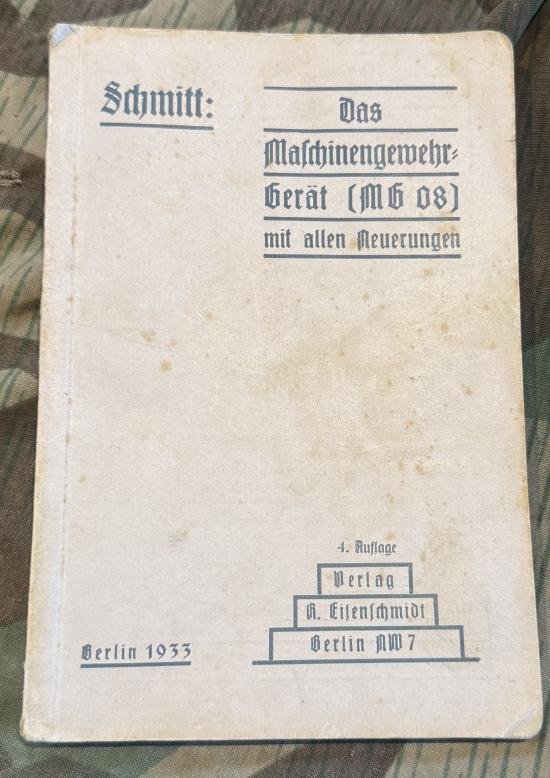 Schmitt:
Das
Maſchinengewehr-
Gerät (MG 08)
mit allen Neuerungen
4. Auflage
Verlag
R. Eiſenſchmidt
Berlin NW 7
Berlin 1933